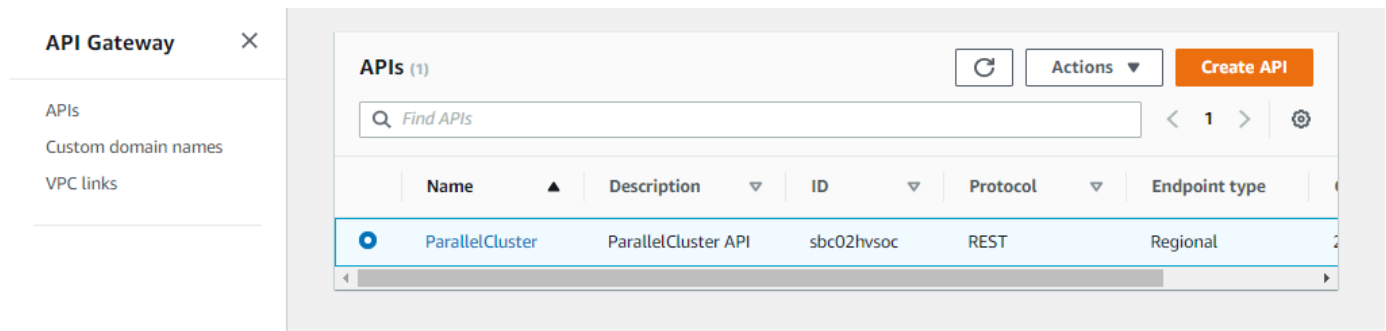 API Gateway
APIs
Custom domain names
VPC links
APIs (1)
Actions
Create API
Find APIs
1
Name Description ID Protocol Endpoint type
ParallelCluster ParallelCluster API sbc02hvsoc REST Regional